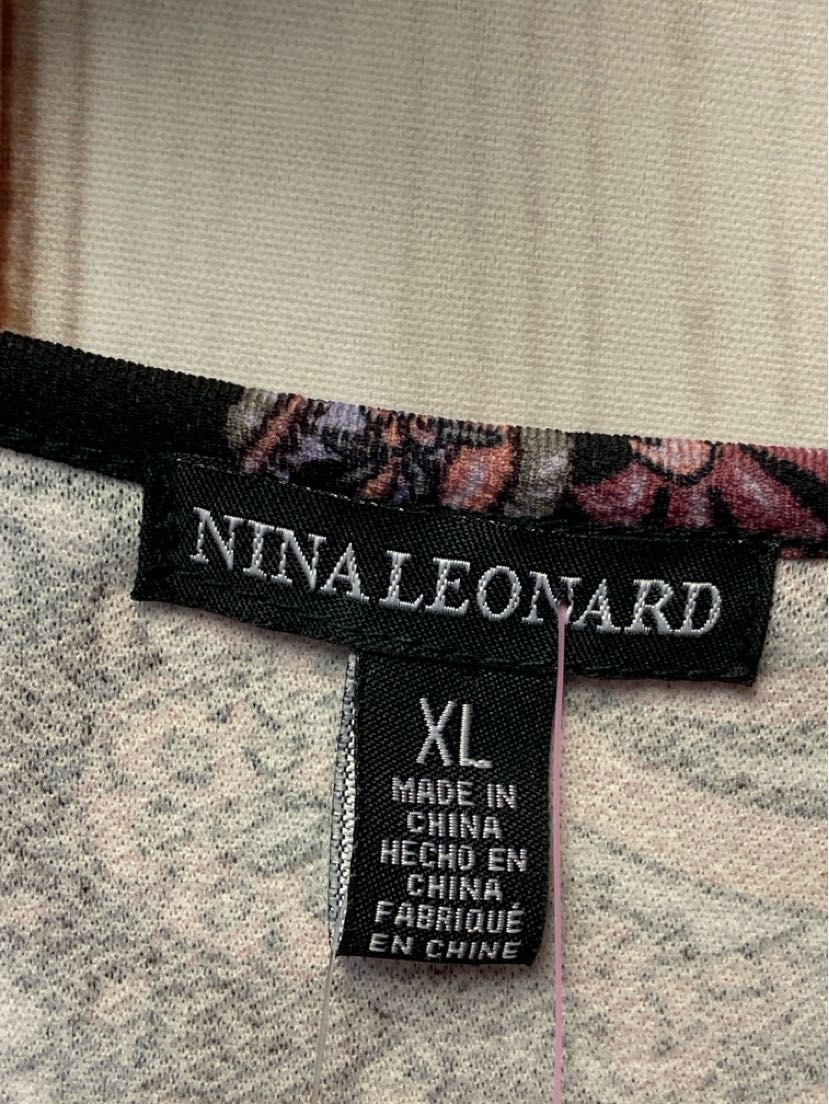 NINA LEONARD
XL
MADE IN
CHINA
HECHO EN
CHINA
FABRIQUÉ
EN CHINE